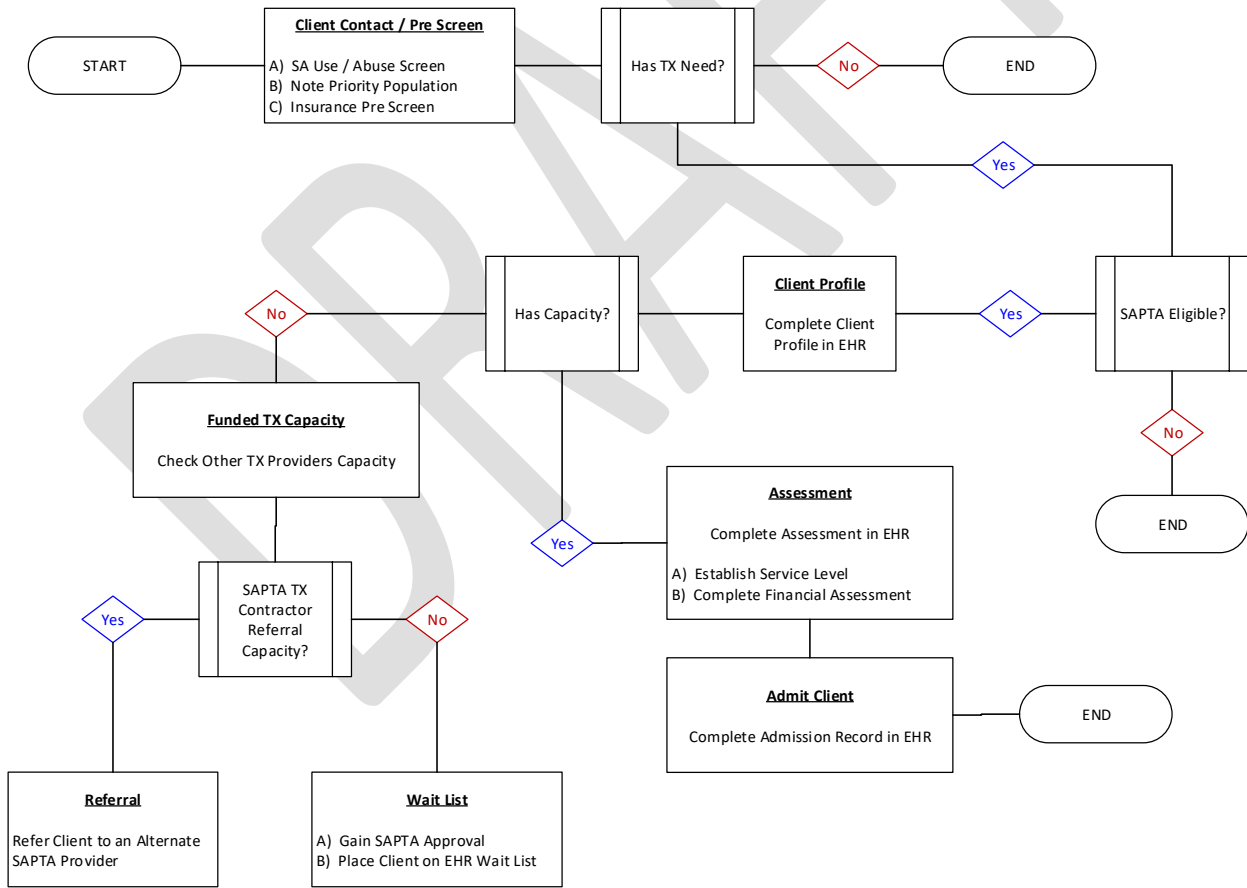 START
Client Contact / Pre Screen
A) SA Use / Abuse Screen
B) Note Priority Population
C) Insurance Pre Screen
Has TX Need?
No
END
Yes
SAPTA Eligible?
Yes
No
END
Client Profile
Complete Client
Profile in EHR
Has Capacity?
No
Yes
Funded TX Capacity
Check Other TX Providers Capacity
SAPTA TX
Contractor
Referral
Capacity?
Yes
No
Referral
Refer Client to an Alternate
SAPTA Provider
Wait List
A) Gain SAPTA Approval
B) Place Client on EHR Wait List
Assessment
Complete Assessment in EHR
A) Establish Service Level
B) Complete Financial Assessment
Admit Client
Complete Admission Record in EHR
END
DRAF